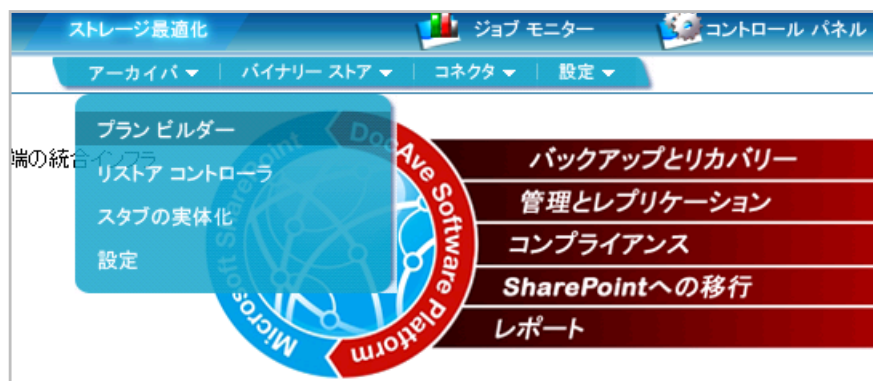 ストレージ最適化 ジョブ モニター コントロール パネル
アーカイバ バイナリー ストア コネクタ 設定
プラン ビルダー
端の統合インフラ
リストア コントローラ
スタブの実体化
設定
DocAve Software Platform
Microsoft SharePoint
バックアップとリカバリー
管理とレプリケーション
コンプライアンス
SharePointへの移行
レポート